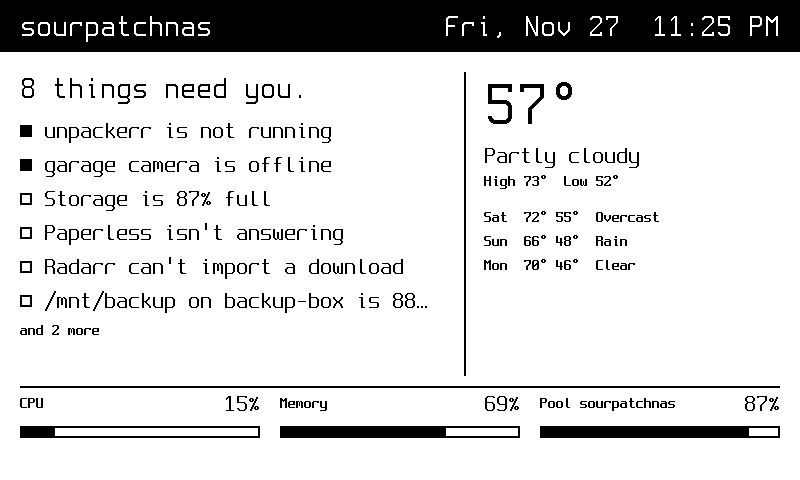 sourpatchnas Fri, Nov 27 11:25 PM
8 things need you.
unpackerr is not running
garage camera is offline
Storage is 87% full
Paperless isn't answering
Radarr can't import a download
/mnt/backup on backup-box is 88…
and 2 more
57°
Partly cloudy
High 73° Low 52°
Sat 72° 55° Overcast
Sun 66° 48° Rain
Mon 70° 46° Clear
CPU 15%
Memory 69%
Pool sourpatchnas 87%